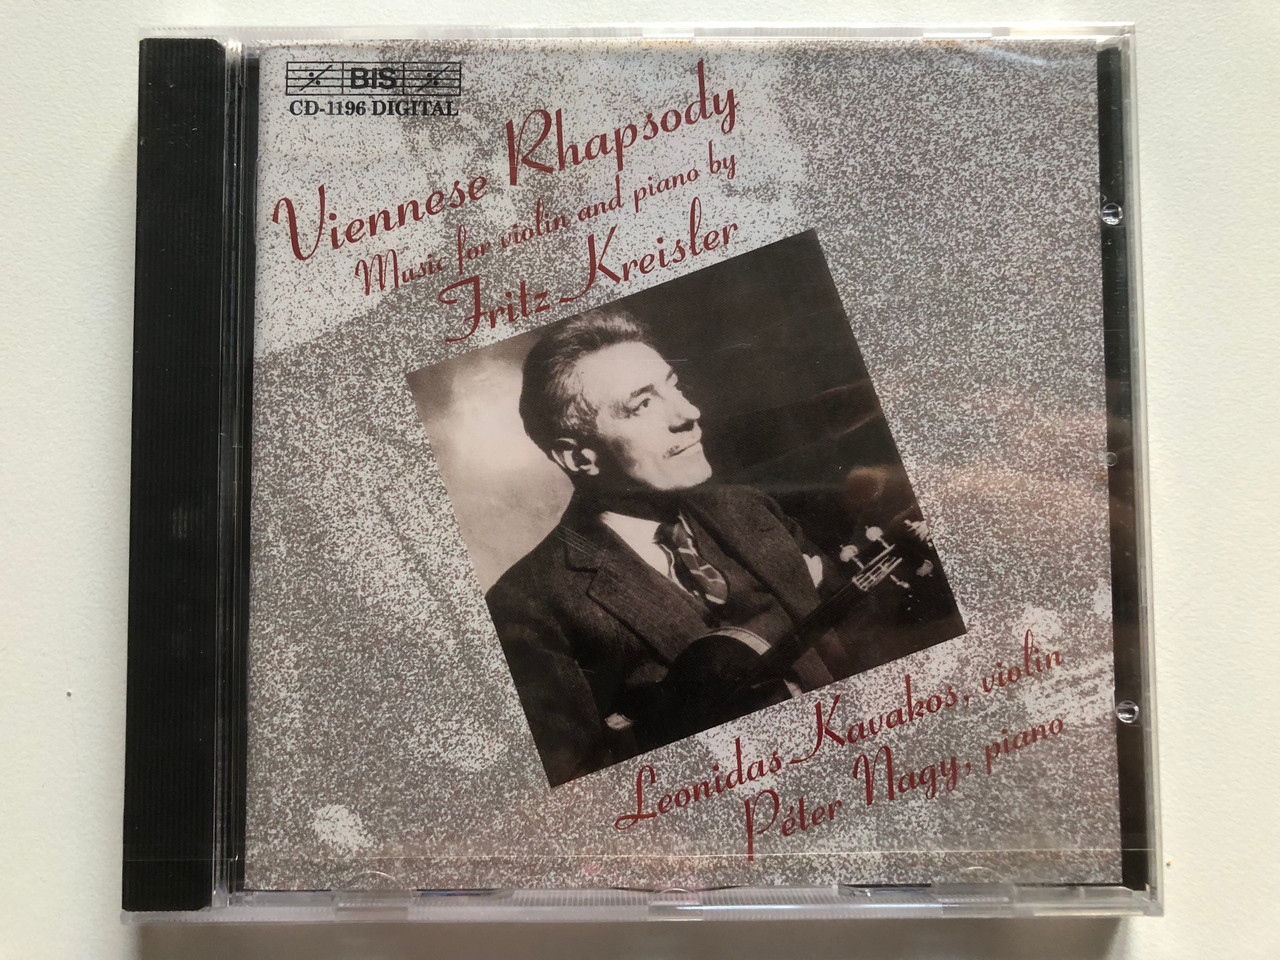 BIS
CD-1196 DIGITAL
Viennese Rhapsody
Music for violin and piano by
Fritz Kreisler
Leonidas Kavakos, violin
Péter Nagy, piano